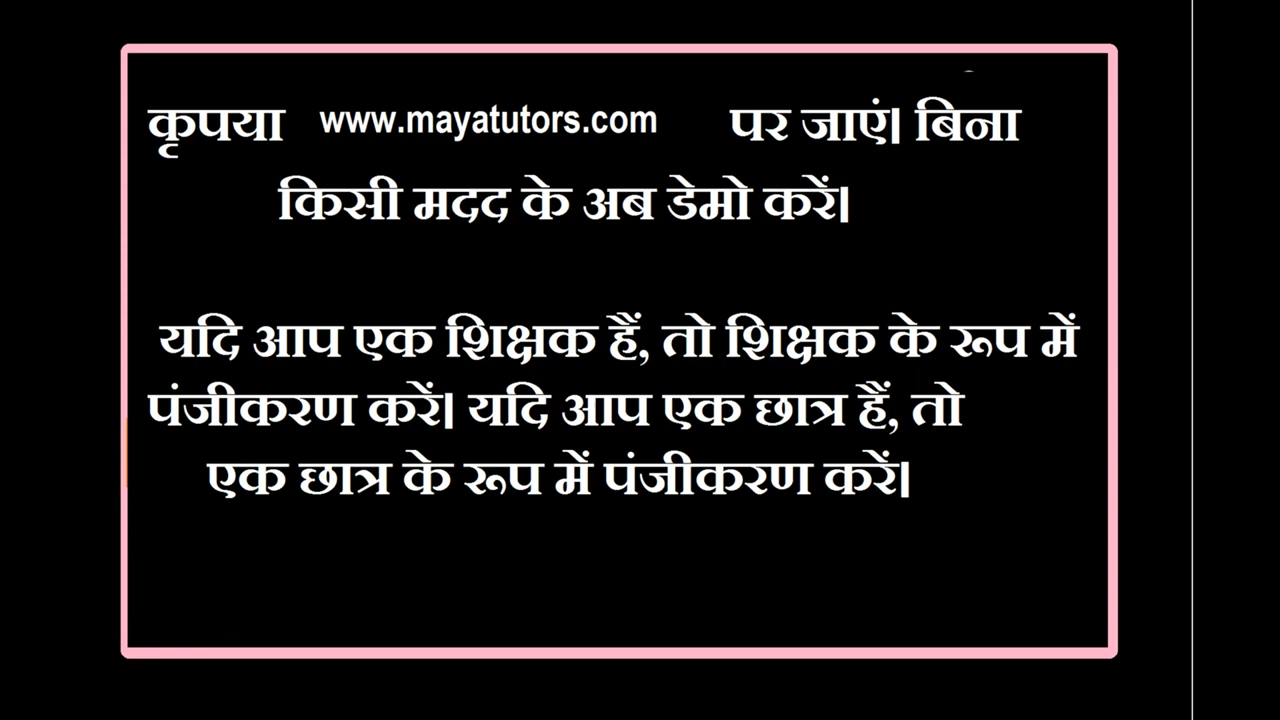 कृपया www.mayatutors.com पर जाएं। बिना
किसी मदद के अब डेमो करें।
यदि आप एक शिक्षक हैं, तो शिक्षक के रूप में
पंजीकरण करें। यदि आप एक छात्र हैं, तो
एक छात्र के रूप में पंजीकरण करें।